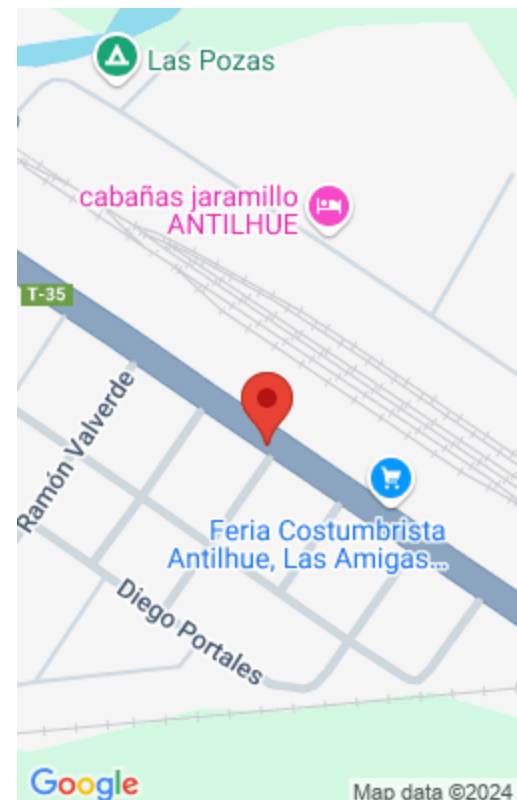 Las Pozas
cabañas jaramillo
ANTILHUE
T-35
Ramón Valverde
Feria Costumbrista
Antilhue, Las Amigas...
Diego Portales
Google
Map data ©2024